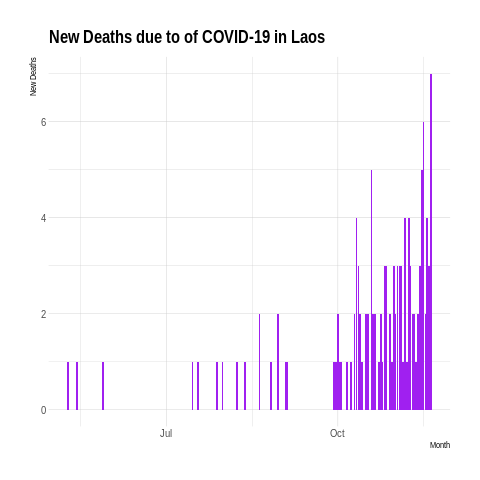 New Deaths due to of COVID-19 in Laos
New Deaths
6
4
2
0
Jul
Oct
Month